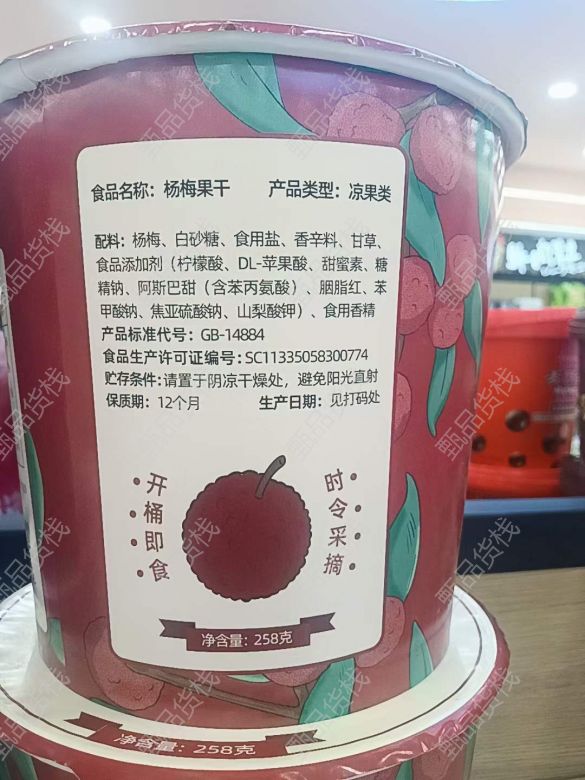 食品名称：杨梅果干 产品类型：凉果类
配料：杨梅、白砂糖、食用盐、香辛料、甘草、
食品添加剂（柠檬酸、DL-苹果酸、甜蜜素、糖
精钠、阿斯巴甜（含苯丙氨酸）、胭脂红、苯
甲酸钠、焦亚硫酸钠、山梨酸钾）、食用香精
产品标准代号：GB-14884
食品生产许可证编号：SC11335058300774
贮存条件：请置于阴凉干燥处，避免阳光直射
保质期：12个月 生产日期：见打码处
开桶即食
时令采摘
净含量：258克
净含量：258克
甄品货栈